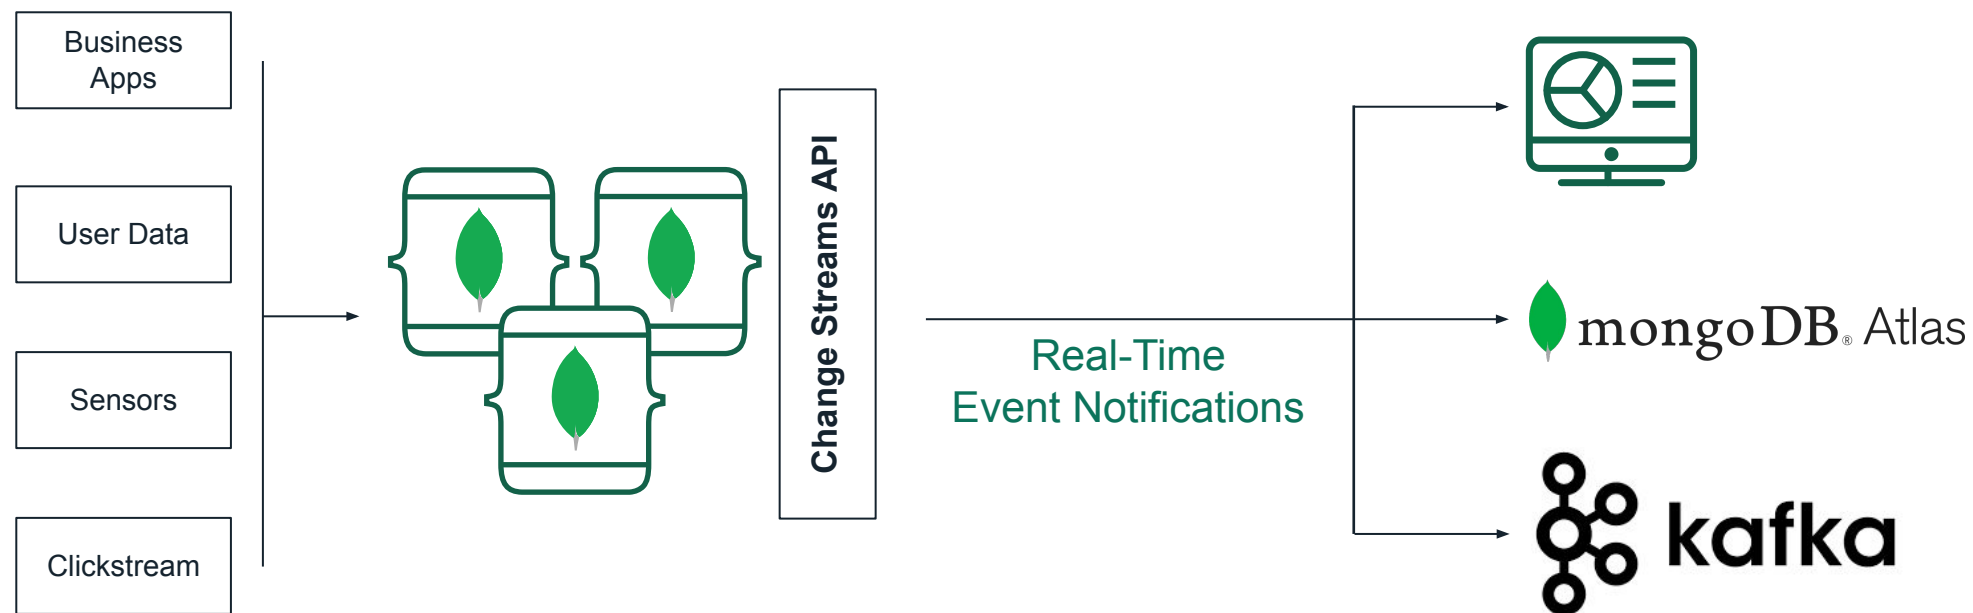 Business
Apps
User Data
Sensors
Clickstream
Change Streams API
Real-Time
Event Notifications
mongoDB® Atlas
kafka